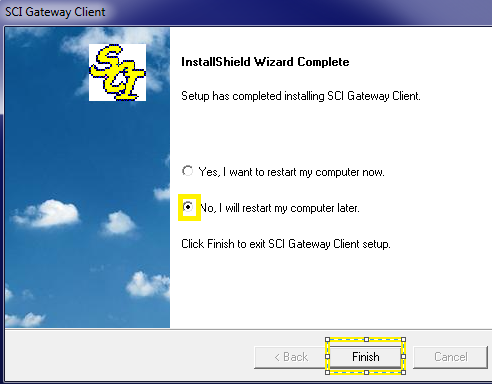 SCI Gateway Client
SCI
InstallShield Wizard Complete
Setup has completed installing SCI Gateway Client.
Yes, I want to restart my computer now.
No, I will restart my computer later.
Click Finish to exit SCI Gateway Client setup.
< Back
Finish
Cancel